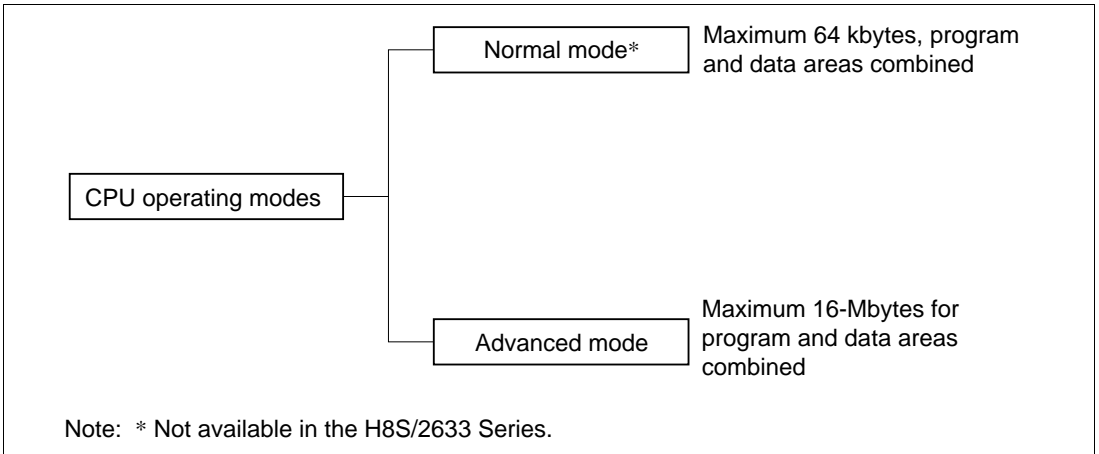 Normal mode*
Maximum 64 kbytes, program
and data areas combined
CPU operating modes
Advanced mode
Maximum 16-Mbytes for
program and data areas
combined
Note: * Not available in the H8S/2633 Series.